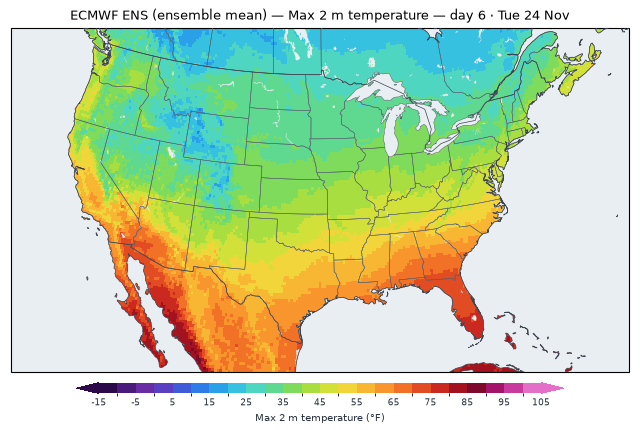 ECMWF ENS (ensemble mean) — Max 2 m temperature — day 6 · Tue 24 Nov
-15 -5 5 15 25 35 45 55 65 75 85 95 105
Max 2 m temperature (°F)